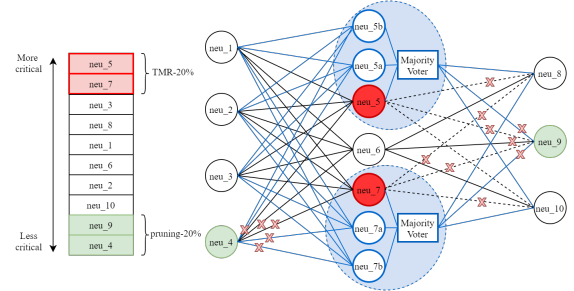 More
critical
neu_5
neu_7
neu_3
neu_8
neu_1
neu_6
neu_2
neu_10
neu_9
neu_4
Less
critical
TMR-20%
pruning-20%
neu_1
neu_2
neu_3
neu_4
neu_5b
neu_5a
neu_5
neu_6
neu_7
neu_7a
neu_7b
Majority
Voter
Majority
Voter
neu_8
neu_9
neu_10